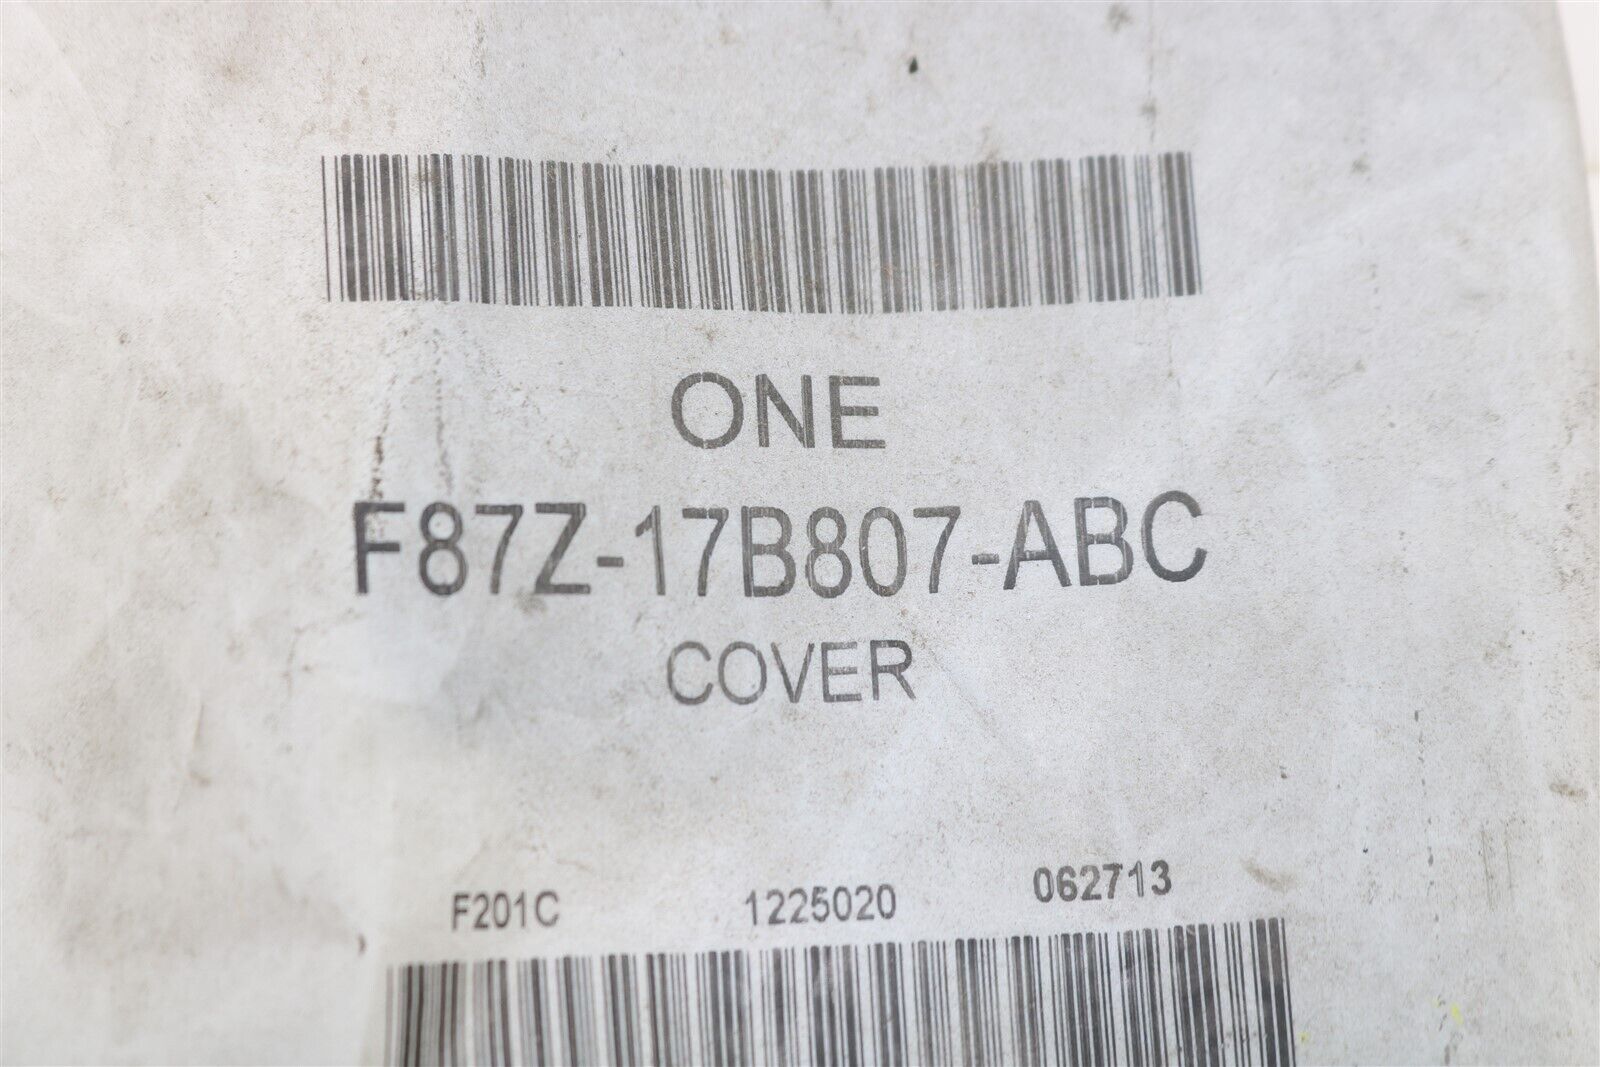 ONE
F87Z-17B807-ABC
COVER
F201C 1225020 062713